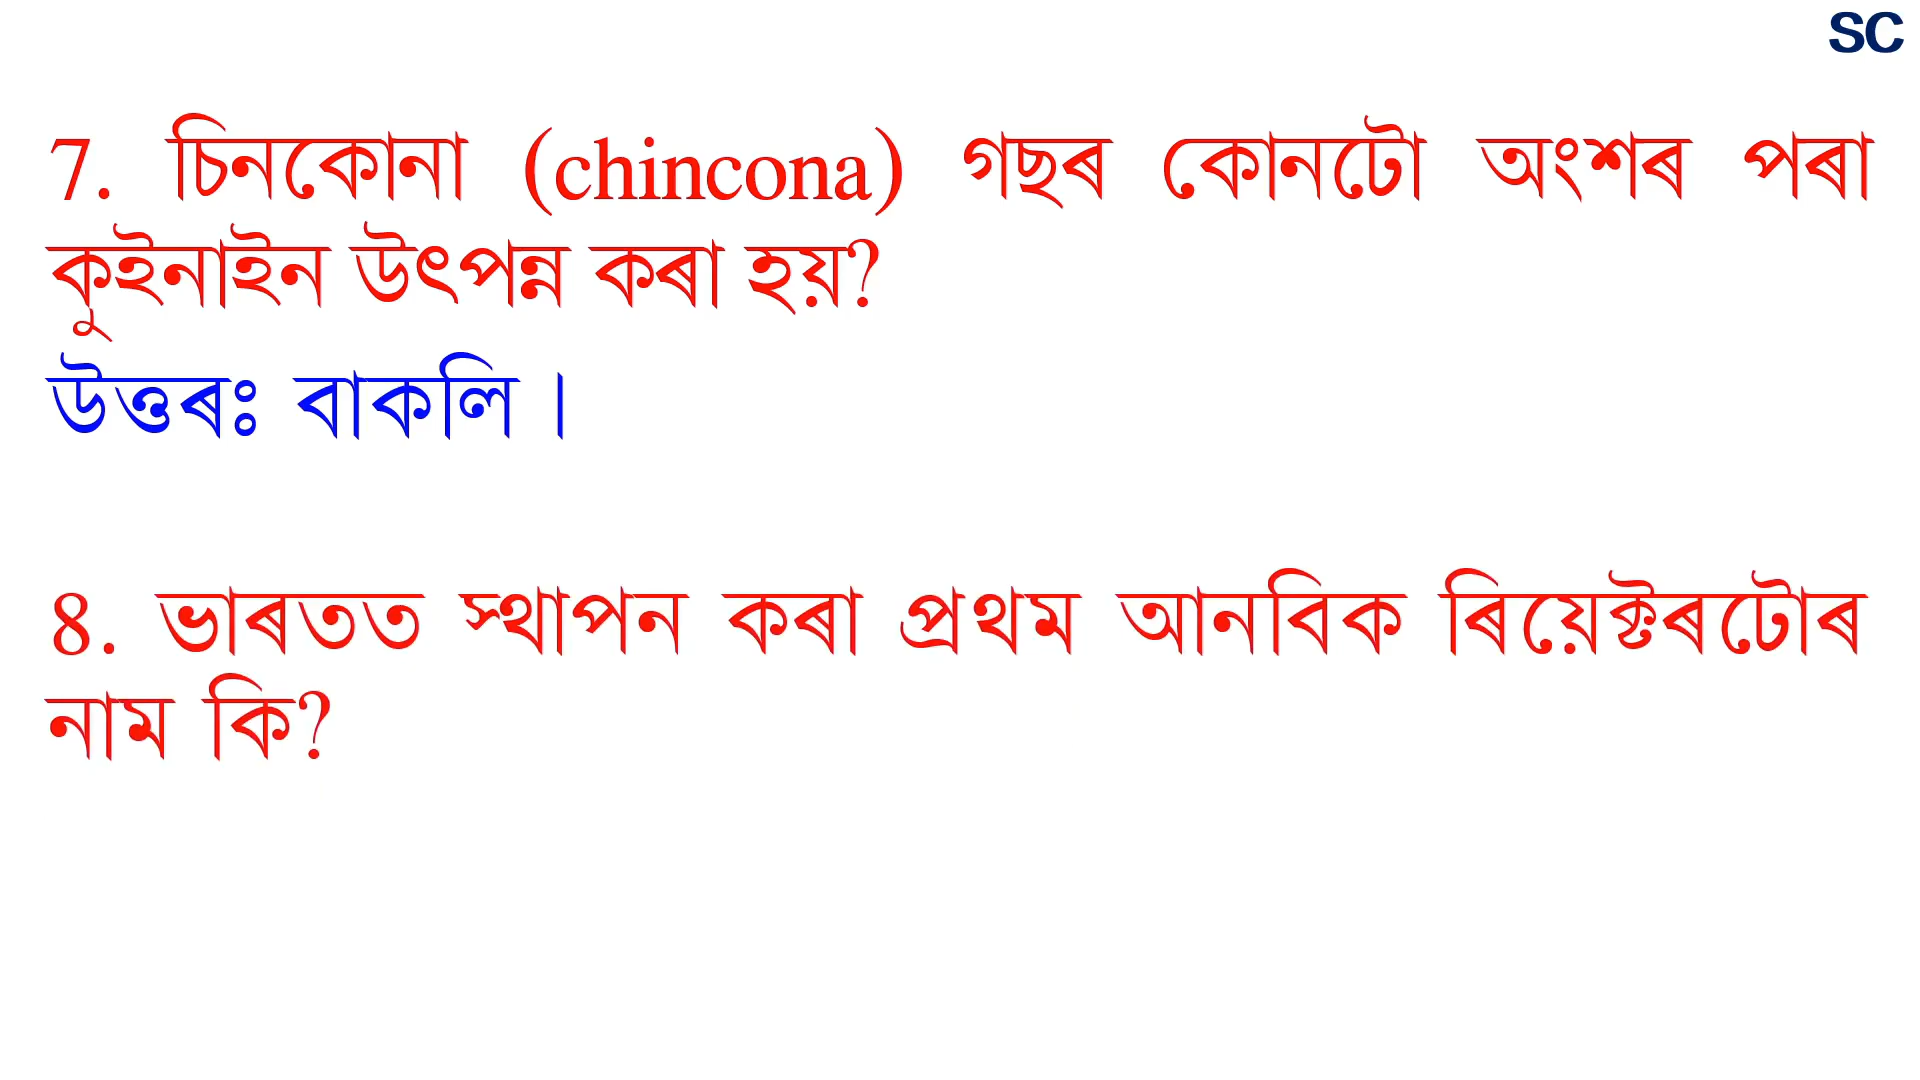 SC
7. চিনকোনা (chincona) গছৰ কোনটো অংশৰ পৰা
কুইনাইন উৎপন্ন কৰা হয়?
উত্তৰঃ বাকলি ।
8. ভাৰতত স্থাপন কৰা প্ৰথম আনবিক ৰিয়েক্টৰটোৰ
নাম কি?